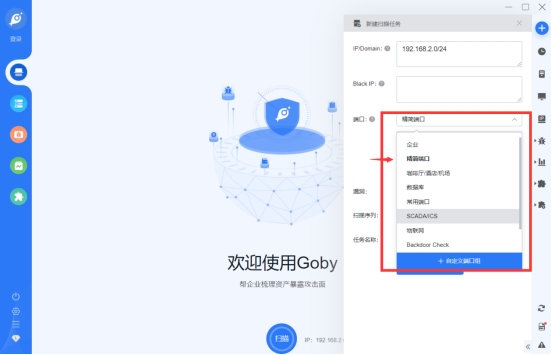 登录
新建扫描任务
IP/Domain:
192.168.2.0/24
Black IP:
端口:
精简端口
企业
精简端口
咖啡厅/酒店/机场
数据库
常用端口
SCADA/ICS
物联网
Backdoor Check
+ 自定义端口组
漏洞:
扫描序列:
任务名称:
欢迎使用Goby
帮企业梳理资产暴露攻击面
扫描
IP: 192.168.2